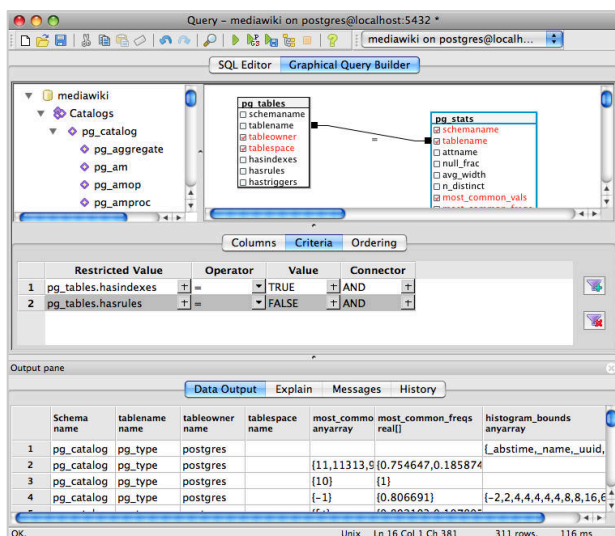 Query - mediawiki on postgres@localhost:5432 *
mediawiki on postgres@localh...
SQL Editor Graphical Query Builder
mediawiki
Catalogs
pg_catalog
pg_aggregate
pg_am
pg_amop
pg_amproc
pg_tables
schemaname
tablename
tableowner
tablespace
hasindexes
hasrules
hastriggers
=
pg_stats
schemaname
tablename
attname
null_frac
avg_width
n_distinct
most_common_vals
most_common_freqs
Columns Criteria Ordering
Restricted Value Operator Value Connector
1 pg_tables.hasindexes = TRUE AND
2 pg_tables.hasrules = FALSE AND
Output pane
Data Output Explain Messages History
Schema name tablename name tableowner name tablespace name most_commo anyarray most_common_freqs real[] histogram_bounds anyarray
1 pg_catalog pg_type postgres {_abstime,_name,_uuid,
2 pg_catalog pg_type postgres {11,11313,9 {0.754647,0.185874
3 pg_catalog pg_type postgres {10} {1}
4 pg_catalog pg_type postgres {-1} {0.806691} {-2,2,4,4,4,4,4,8,8,16,6
OK. Unix Ln 16 Col 1 Ch 381 311 rows. 116 ms